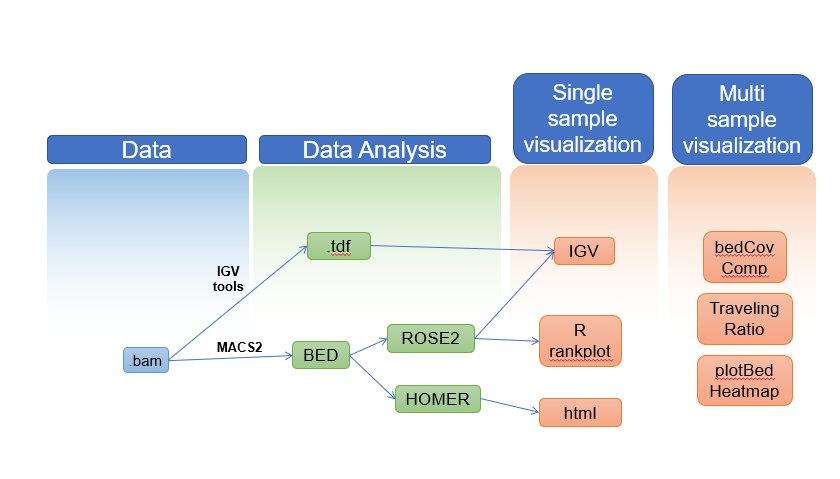 Data
Data Analysis
Single
sample
visualization
Multi
sample
visualization
.tdf
IGV
tools
IGV
bedCov
Comp
Traveling
Ratio
.bam
MACS2
BED
ROSE2
R
rankplot
plotBed
Heatmap
HOMER
html